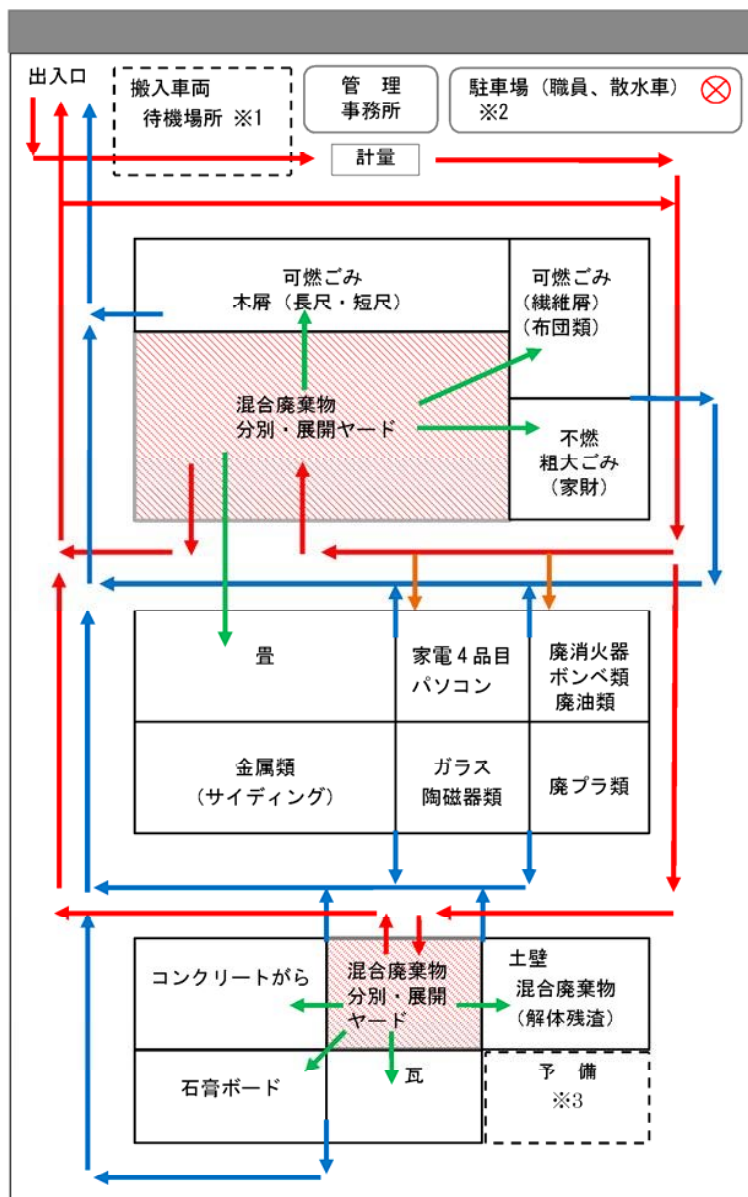 出入口
搬入車両
待機場所 ※1
管 理
事務所
駐車場（職員、散水車）
※2
計量
可燃ごみ
木屑（長尺・短尺）
可燃ごみ
(繊維屑)
(布団類)
混合廃棄物
分別・展開ヤード
不燃
粗大ごみ
（家財）
畳
家電４品目
パソコン
廃消火器
ボンベ類
廃油類
金属類
（サイディング）
ガラス
陶磁器類
廃プラ類
コンクリートがら
混合廃棄物
分別・展開
ヤード
土壁
混合廃棄物
（解体残渣）
石膏ボード
瓦
予 備
※3